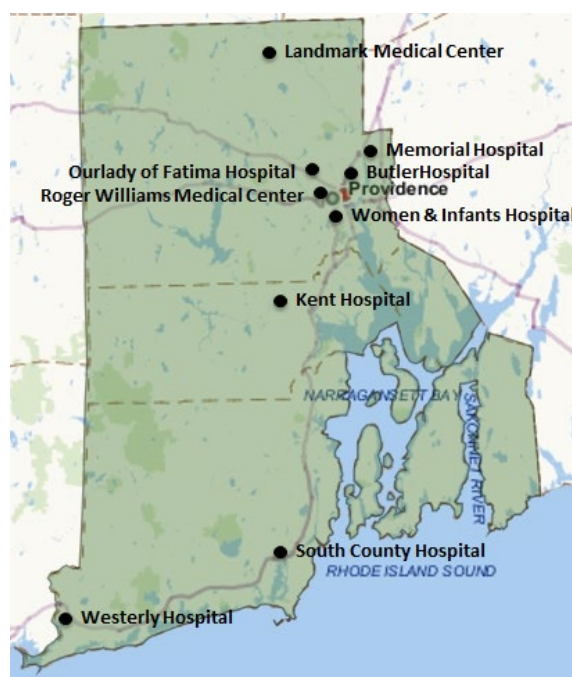 Landmark Medical Center
Memorial Hospital
Ourlady of Fatima Hospital
ButlerHospital
Roger Williams Medical Center
Providence
Women & Infants Hospital
Kent Hospital
NARRAGANSETT BAY
VSAKONNET RIVER
South County Hospital
RHODE ISLAND SOUND
Westerly Hospital